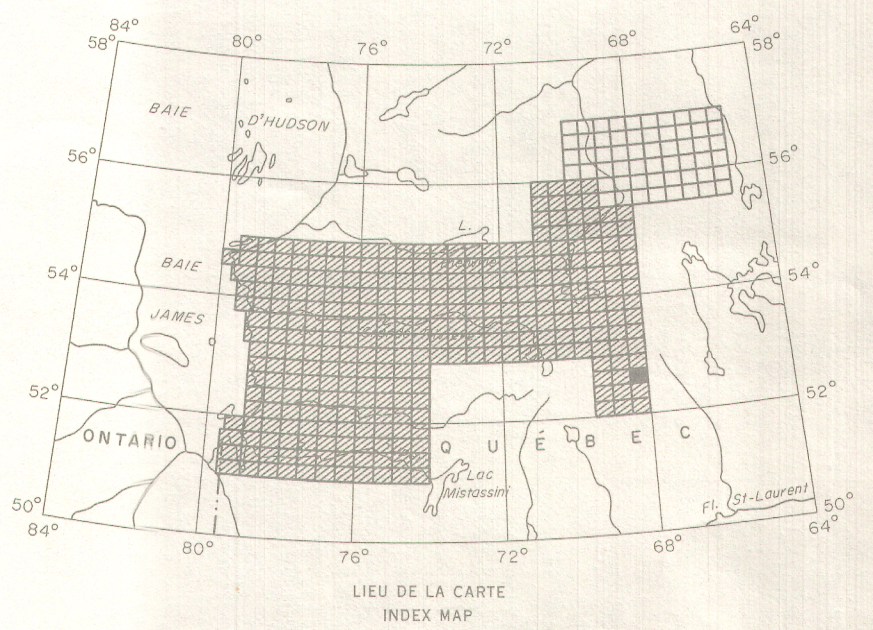 84° 64°
58° 80° 76° 72° 68° 58°
BAIE
D'HUDSON
56° 56°
L.
54° BAIE 54°
JAMES
52° 52°
ONTARIO QUÉBEC
Lac
Mistassini
Fl. St-Laurent
50° 50°
84° 80° 76° 72° 68° 64°
LIEU DE LA CARTE
INDEX MAP